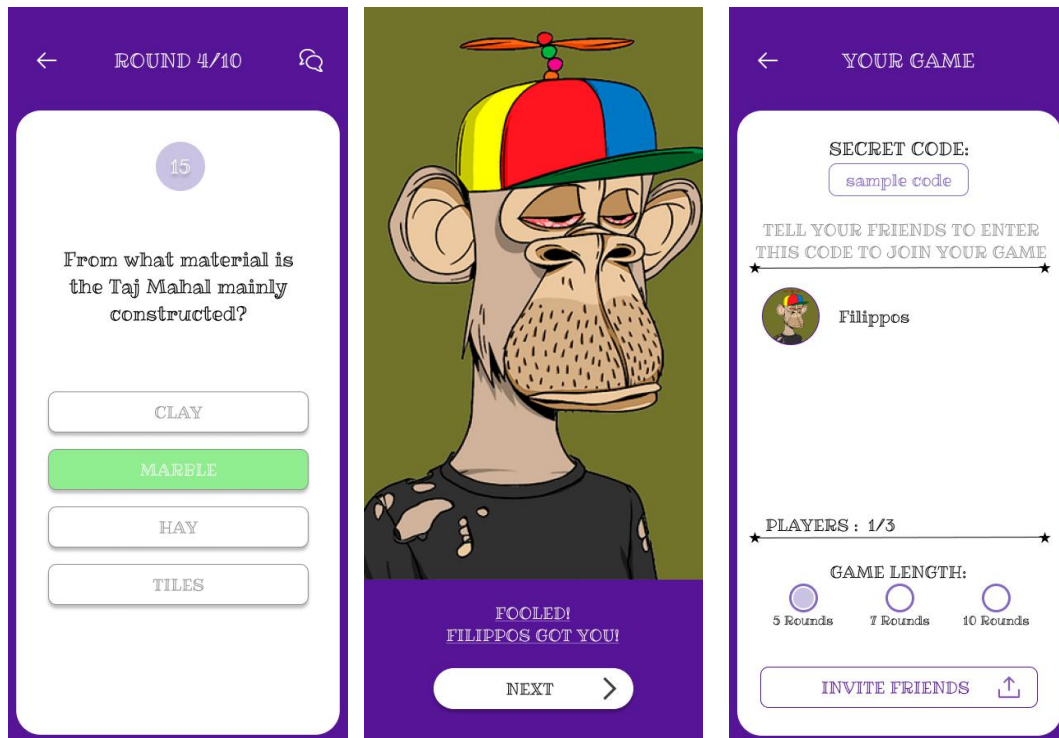 ROUND 4/10
15
From what material is
the Taj Mahal mainly
constructed?
CLAY
MARBLE
HAY
TILES
FOOLED!
FILIPPOS GOT YOU!
NEXT
YOUR GAME
SECRET CODE:
sample code
TELL YOUR FRIENDS TO ENTER
THIS CODE TO JOIN YOUR GAME
Filippos
PLAYERS : 1/3
GAME LENGTH:
5 Rounds 7 Rounds 10 Rounds
INVITE FRIENDS